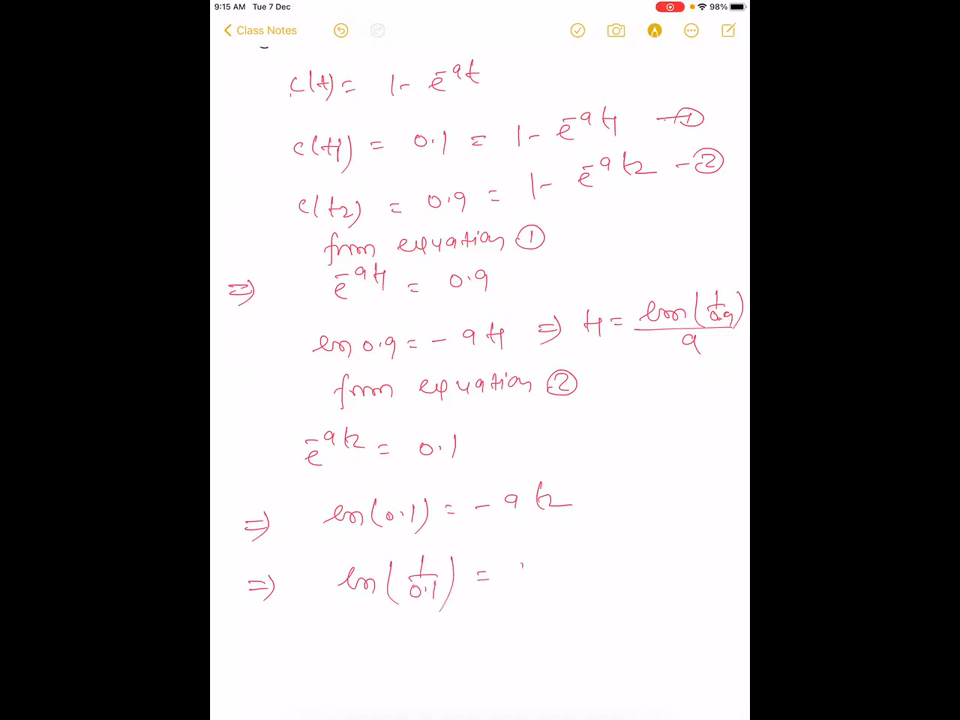 9:15 AM Tue 7 Dec 98%
Class Notes
c(t) = 1 - e^-at
c(t1) = 0.1 = 1 - e^-at1 - ①
c(t2) = 0.9 = 1 - e^-at2 - ②
from equation ①
⇒ e^-at1 = 0.9
ln 0.9 = - at1 ⇒ t1 = ln(1/0.9)/a
from equation ②
e^-at2 = 0.1
⇒ ln(0.1) = - at2
⇒ ln(1/0.1) =